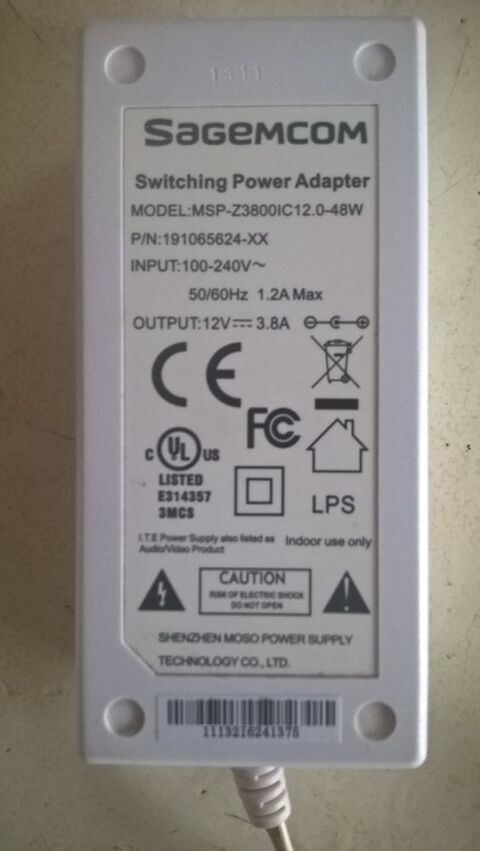 1311
SAGEMCOM
Switching Power Adapter
MODEL:MSP-Z3800IC12.0-48W
P/N:191065624-XX
INPUT:100-240V~
50/60Hz 1.2A Max
OUTPUT:12V⎓3.8A
CE
FC
C UL US
LISTED
E314357
3MCS
LPS
I.T.E Power Supply also listed as
Audio/Video Product
Indoor use only
CAUTION
RISK OF ELECTRIC SHOCK
DO NOT OPEN
SHENZHEN MOSO POWER SUPPLY
TECHNOLOGY CO., LTD.
11132I6241375